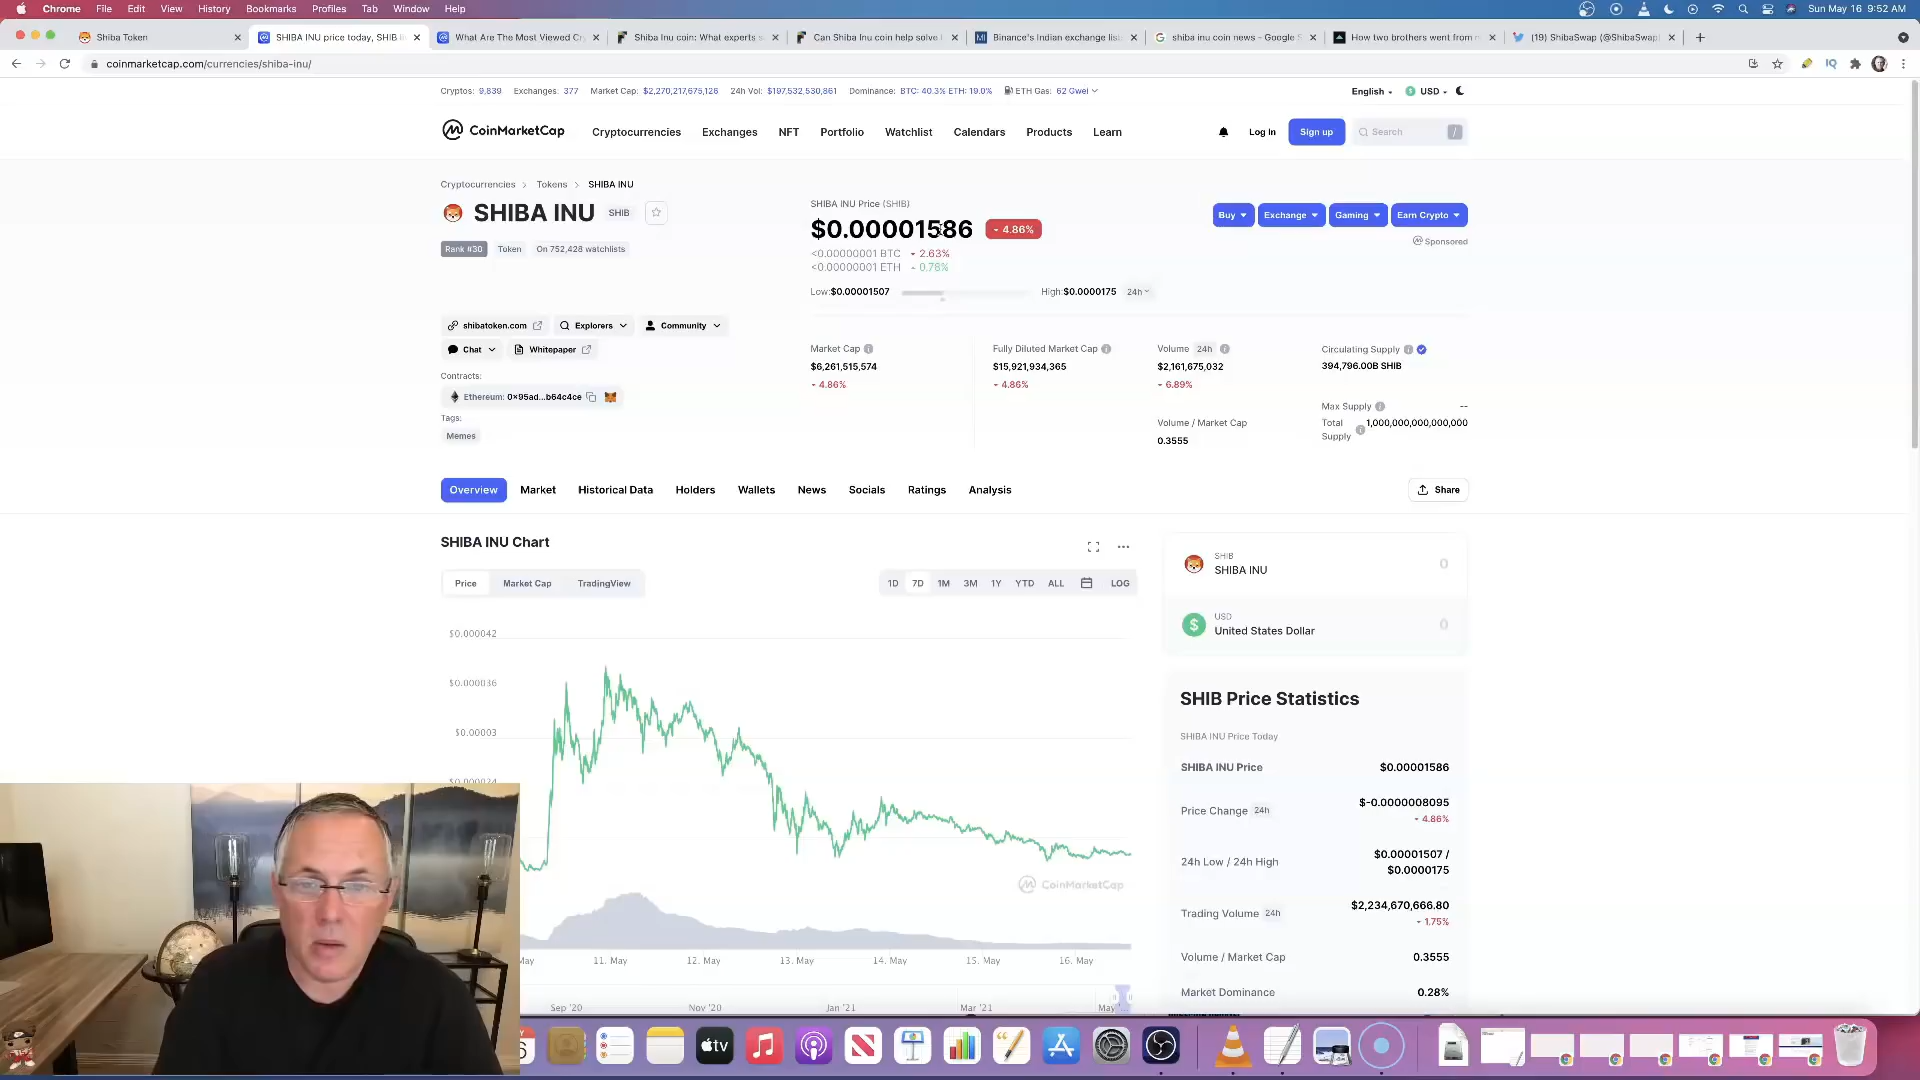 Chrome File Edit View History Bookmarks Profiles Tab Window Help Sun May 16 9:52 AM
Shiba Token SHIBA INU price today, SHIB What Are The Most Viewed Cr Shiba Inu coin: What experts s Can Shiba Inu coin help solve Binance's Indian exchange list shiba inu coin news - Google S How two brothers went from (19) ShibaSwap (@ShibaSwap
coinmarketcap.com/currencies/shiba-inu/
Cryptos: 9,839 Exchanges: 377 Market Cap: $2,270,217,675,126 24h Vol: $197,532,530,861 Dominance: BTC: 40.3% ETH: 19.0% ETH Gas: 62 Gwei English USD
CoinMarketCap Cryptocurrencies Exchanges NFT Portfolio Watchlist Calendars Products Learn Log In Sign up Search /
Cryptocurrencies > Tokens > SHIBA INU
SHIBA INU SHIB
Rank #30 Token On 752,428 watchlists
SHIBA INU Price (SHIB)
$0.00001586 4.86%
<0.00000001 BTC 2.63%
<0.00000001 ETH 0.78%
Low: $0.00001507 High: $0.0000175 24h
Buy Exchange Gaming Earn Crypto
Sponsored
shibatoken.com Explorers Community
Chat Whitepaper
Contracts:
Ethereum: 0x95ad...b64c4ce
Tags:
Memes
Market Cap
$6,261,515,574
4.86%
Fully Diluted Market Cap
$15,921,934,365
4.86%
Volume 24h
$2,161,675,032
6.89%
Volume / Market Cap
0.3555
Circulating Supply
394,796.00B SHIB
Max Supply --
Total Supply 1,000,000,000,000,000
Overview Market Historical Data Holders Wallets News Socials Ratings Analysis Share
SHIBA INU Chart
Price Market Cap TradingView 1D 7D 1M 3M 1Y YTD ALL LOG
$0.000042
$0.000036
$0.00003
$0.000024
CoinMarketCap
May 11. May 12. May 13. May 14. May 15. May 16. May
Sep '20 Nov '20 Jan '21 Mar '21 May
SHIB
SHIBA INU 0
USD
United States Dollar 0
SHIB Price Statistics
SHIBA INU Price Today
SHIBA INU Price $0.00001586
Price Change 24h $-0.0000008095
4.86%
24h Low / 24h High $0.00001507 /
$0.0000175
Trading Volume 24h $2,234,670,666.80
1.75%
Volume / Market Cap 0.3555
Market Dominance 0.28%
tv